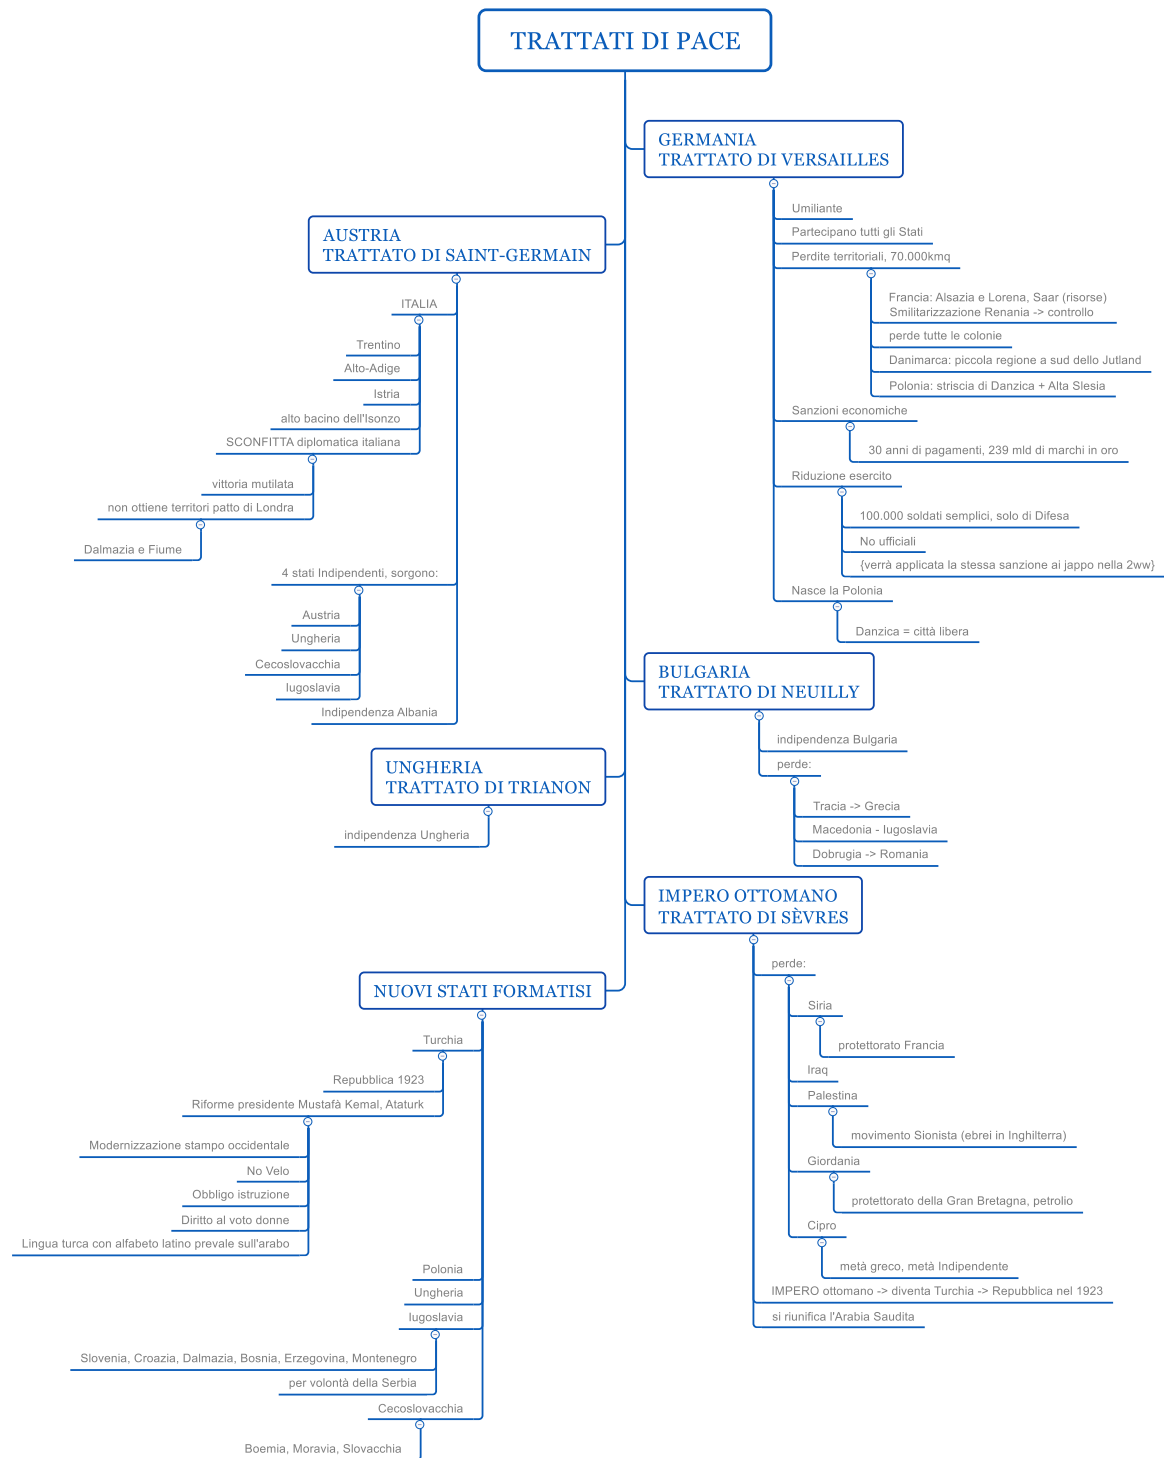 TRATTATI DI PACE
GERMANIA
TRATTATO DI VERSAILLES
Umiliante
Partecipano tutti gli Stati
Perdite territoriali, 70.000kmq
Francia: Alsazia e Lorena, Saar (risorse)
Smilitarizzazione Renania -> controllo
perde tutte le colonie
Danimarca: piccola regione a sud dello Jutland
Polonia: striscia di Danzica + Alta Slesia
Sanzioni economiche
30 anni di pagamenti, 239 mld di marchi in oro
Riduzione esercito
100.000 soldati semplici, solo di Difesa
No ufficiali
{verrà applicata la stessa sanzione ai jappo nella 2ww}
Nasce la Polonia
Danzica = città libera
AUSTRIA
TRATTATO DI SAINT-GERMAIN
ITALIA
Trentino
Alto-Adige
Istria
alto bacino dell'Isonzo
SCONFITTA diplomatica italiana
vittoria mutilata
non ottiene territori patto di Londra
Dalmazia e Fiume
4 stati Indipendenti, sorgono:
Austria
Ungheria
Cecoslovacchia
Iugoslavia
Indipendenza Albania
BULGARIA
TRATTATO DI NEUILLY
indipendenza Bulgaria
perde:
Tracia -> Grecia
Macedonia - Iugoslavia
Dobrugia -> Romania
UNGHERIA
TRATTATO DI TRIANON
indipendenza Ungheria
IMPERO OTTOMANO
TRATTATO DI SÈVRES
perde:
Siria
protettorato Francia
Iraq
Palestina
movimento Sionista (ebrei in Inghilterra)
Giordania
protettorato della Gran Bretagna, petrolio
Cipro
metà greco, metà Indipendente
IMPERO ottomano -> diventa Turchia -> Repubblica nel 1923
si riunifica l'Arabia Saudita
NUOVI STATI FORMATISI
Turchia
Repubblica 1923
Riforme presidente Mustafà Kemal, Ataturk
Modernizzazione stampo occidentale
No Velo
Obbligo istruzione
Diritto al voto donne
Lingua turca con alfabeto latino prevale sull'arabo
Polonia
Ungheria
Iugoslavia
Slovenia, Croazia, Dalmazia, Bosnia, Erzegovina, Montenegro
per volontà della Serbia
Cecoslovacchia
Boemia, Moravia, Slovacchia